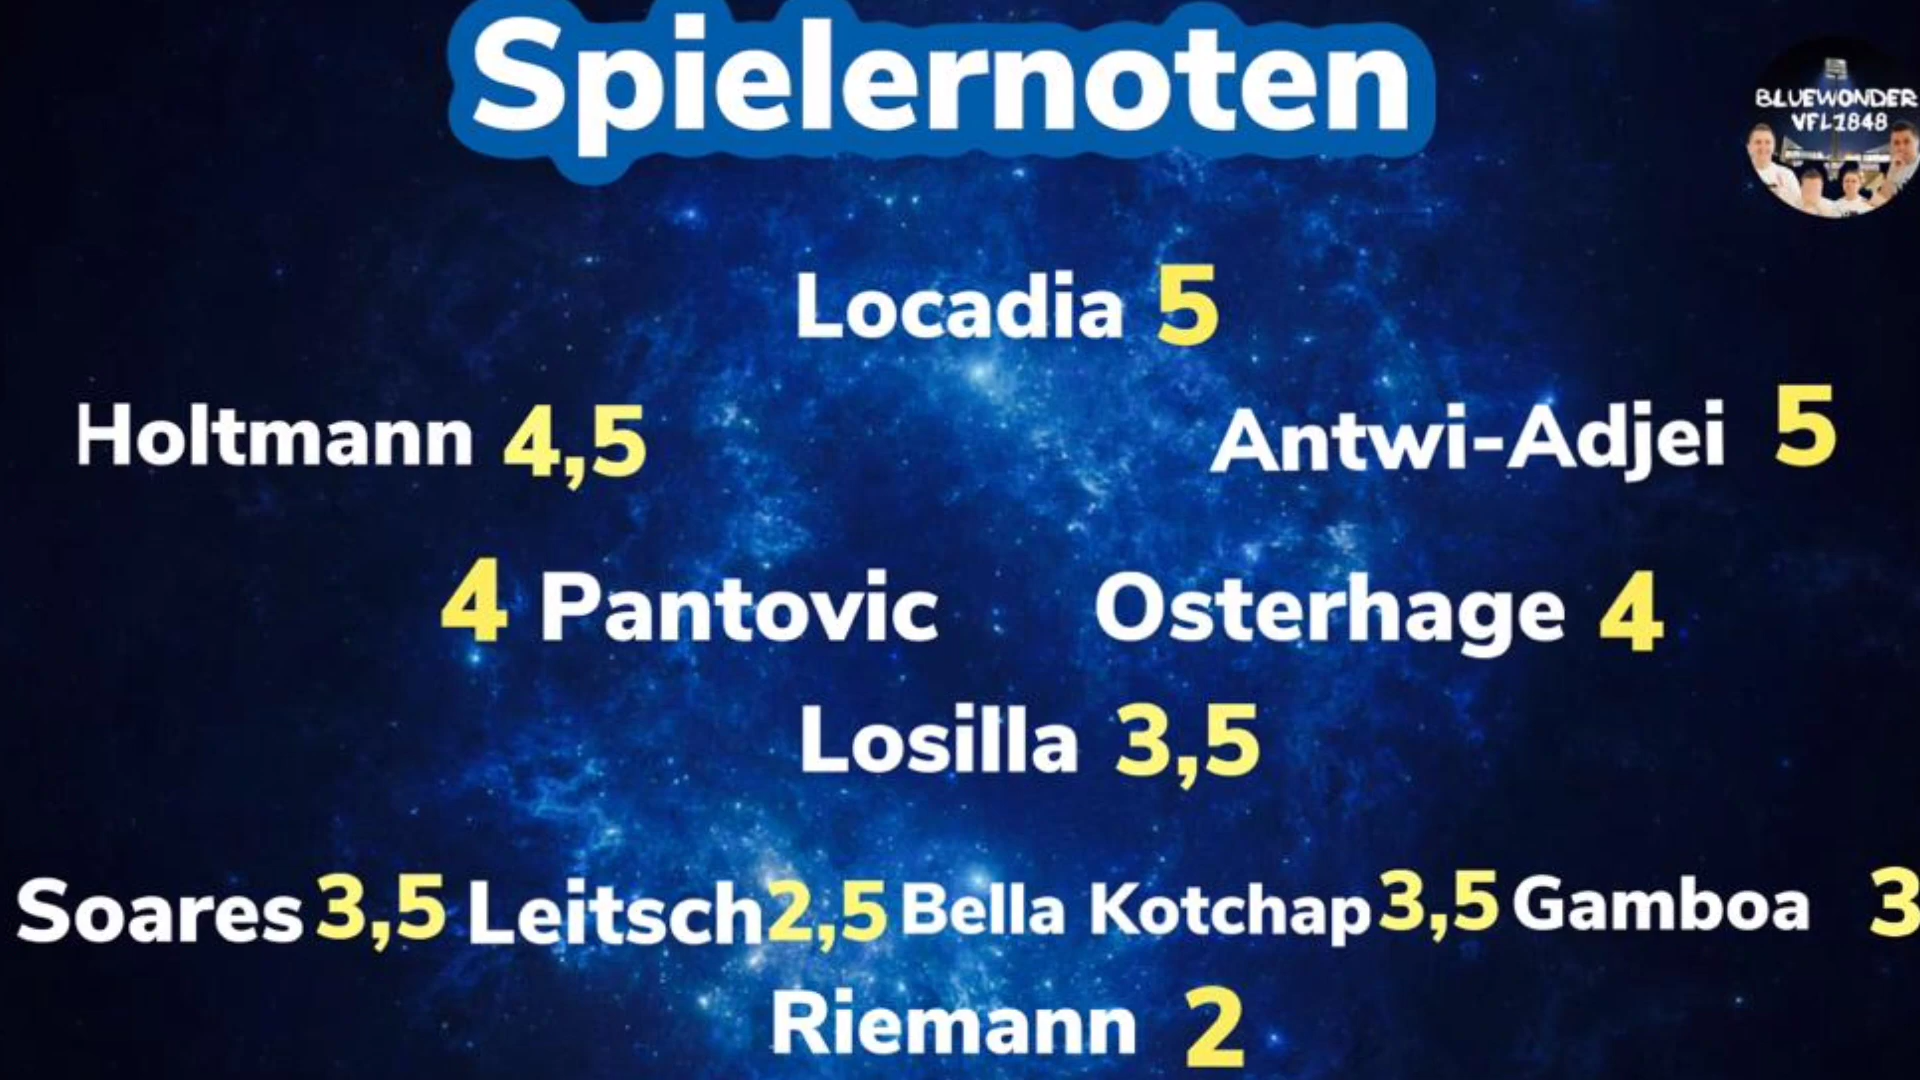 Spielernoten
BLUEWONDER
VFL1848
Locadia 5
Holtmann 4,5 Antwi-Adjei 5
4 Pantovic Osterhage 4
Losilla 3,5
Soares 3,5 Leitsch 2,5 Bella Kotchap 3,5 Gamboa 3
Riemann 2